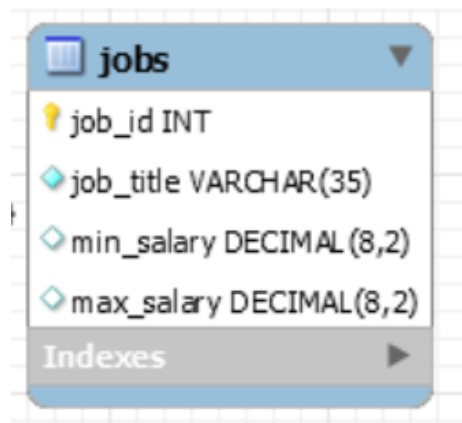 jobs
job_id INT
job_title VARCHAR(35)
min_salary DECIMAL(8,2)
max_salary DECIMAL(8,2)
Indexes